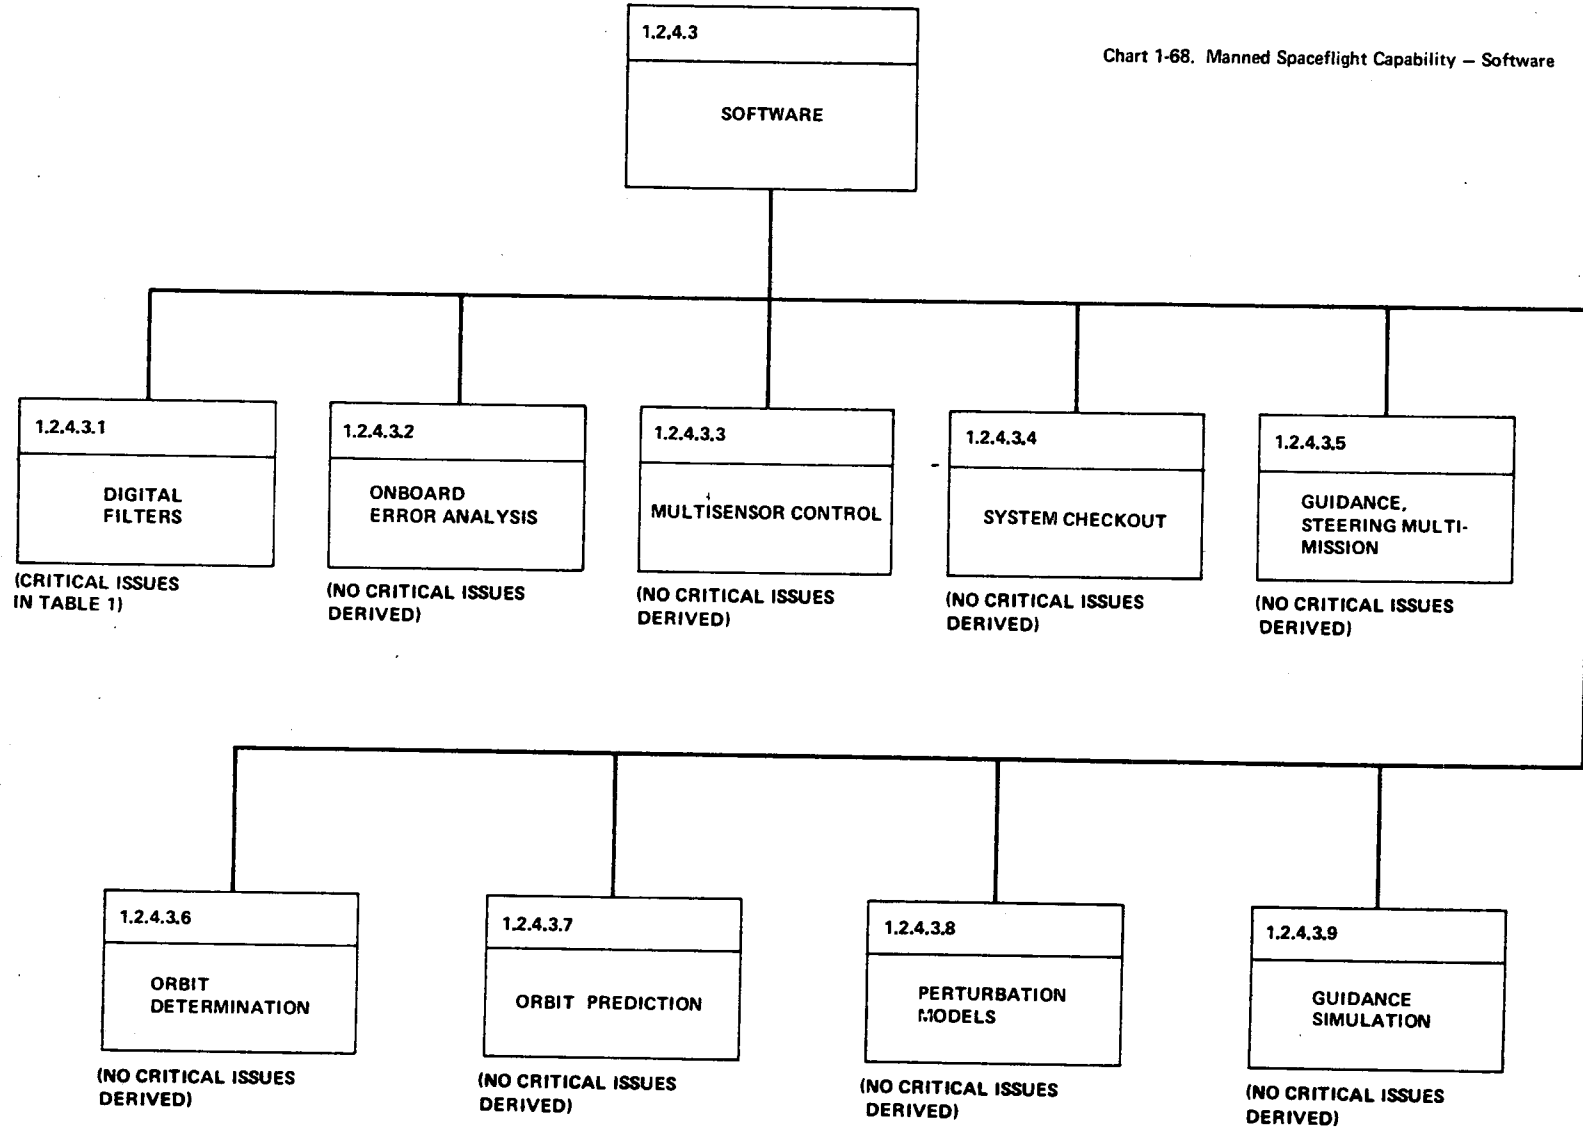 1.2.4.3
Chart 1-68. Manned Spaceflight Capability — Software
SOFTWARE
1.2.4.3.1
DIGITAL
FILTERS
(CRITICAL ISSUES
IN TABLE 1)
1.2.4.3.2
ONBOARD
ERROR ANALYSIS
(NO CRITICAL ISSUES
DERIVED)
1.2.4.3.3
MULTISENSOR CONTROL
(NO CRITICAL ISSUES
DERIVED)
1.2.4.3.4
SYSTEM CHECKOUT
(NO CRITICAL ISSUES
DERIVED)
1.2.4.3.5
GUIDANCE,
STEERING MULTI-
MISSION
(NO CRITICAL ISSUES
DERIVED)
1.2.4.3.6
ORBIT
DETERMINATION
(NO CRITICAL ISSUES
DERIVED)
1.2.4.3.7
ORBIT PREDICTION
(NO CRITICAL ISSUES
DERIVED)
1.2.4.3.8
PERTURBATION
MODELS
(NO CRITICAL ISSUES
DERIVED)
1.2.4.3.9
GUIDANCE
SIMULATION
(NO CRITICAL ISSUES
DERIVED)